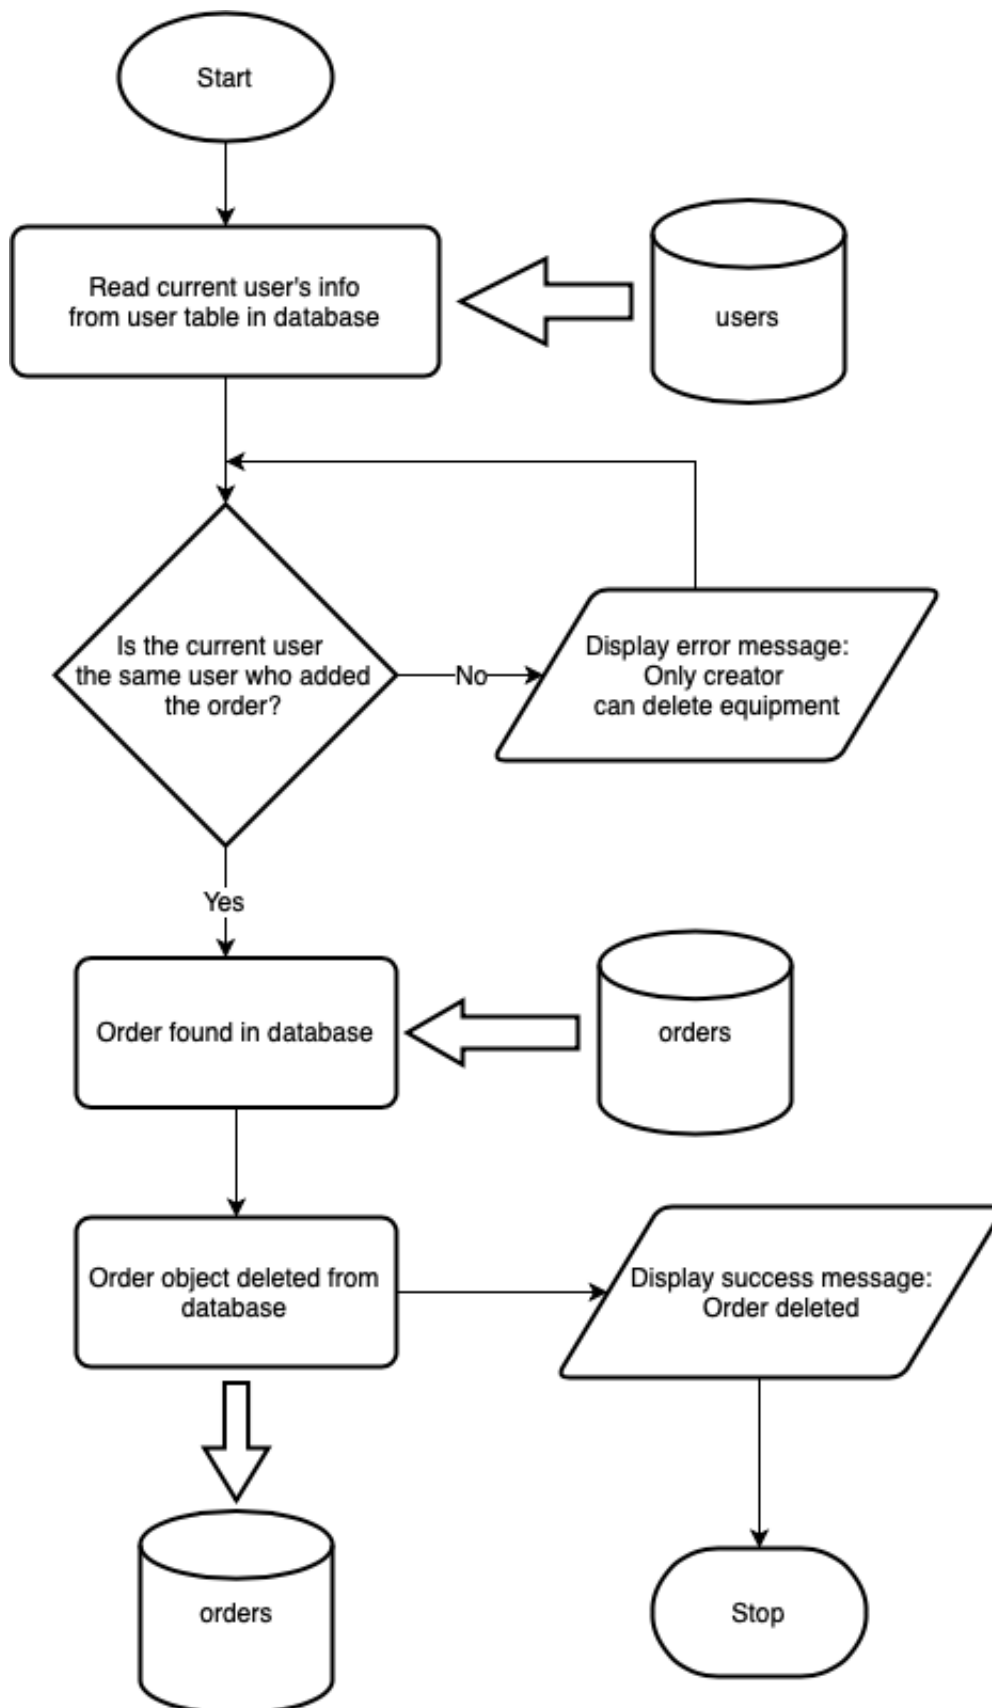 Start
Read current user's info
from user table in database
users
Is the current user
the same user who added
the order?
No
Display error message:
Only creator
can delete equipment
Yes
Order found in database
orders
Order object deleted from
database
Display success message:
Order deleted
orders
Stop